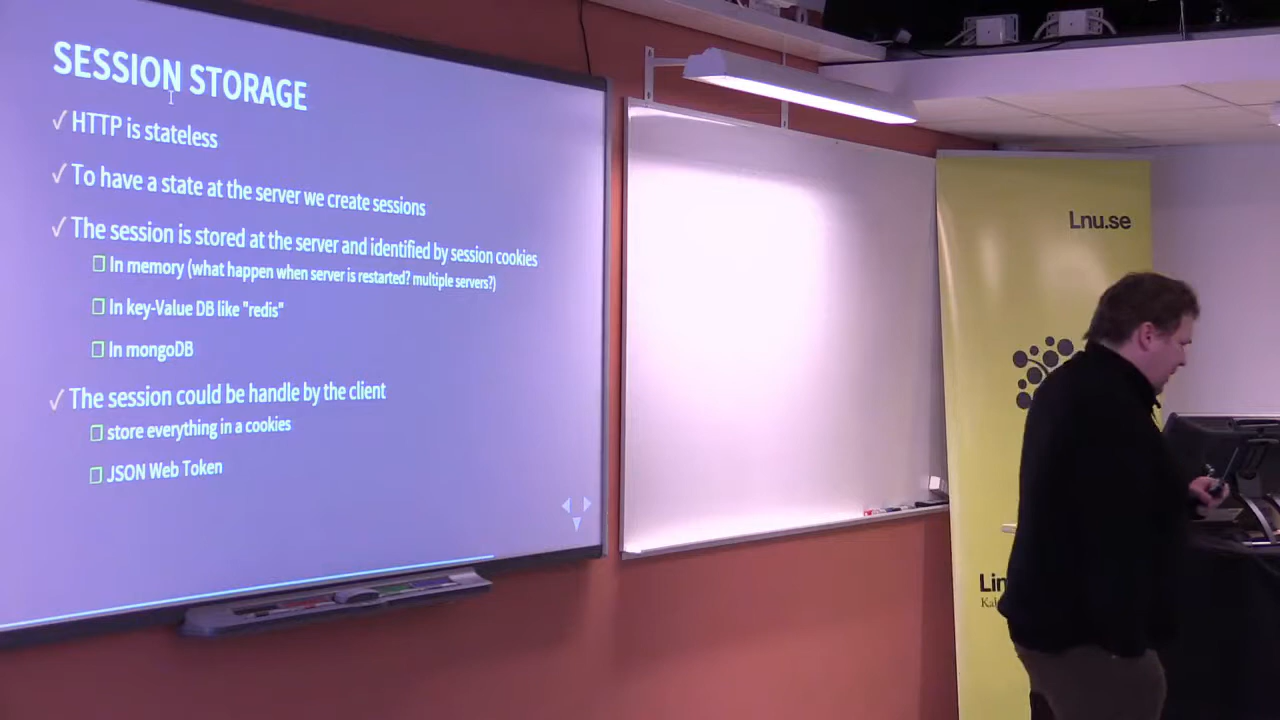 SESSION STORAGE
✓ HTTP is stateless
✓ To have a state at the server we create sessions
✓ The session is stored at the server and identified by session cookies
In memory (what happen when server is restarted? multiple servers?)
In key-Value DB like "redis"
In mongoDB
✓ The session could be handle by the client
store everything in a cookies
JSON Web Token
Lnu.se